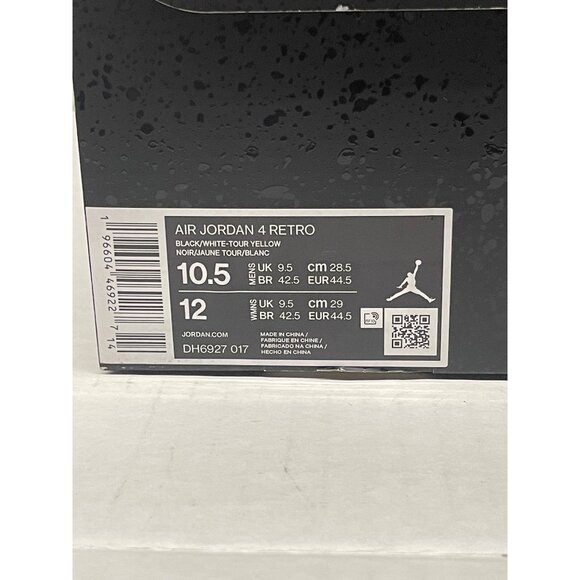 AIR JORDAN 4 RETRO
BLACK/WHITE-TOUR YELLOW
NOIR/JAUNE TOUR/BLANC
10.5 MENS UK 9.5 cm 28.5
BR 42.5 EUR 44.5
12 WMNS UK 9.5 cm 29
BR 42.5 EUR 44.5
JORDAN.COM
DH6927 017
MADE IN CHINA /
FABRIQUÉ EN CHINE /
FABRICADO NA CHINA /
HECHO EN CHINA
1 96604 46922 7 14